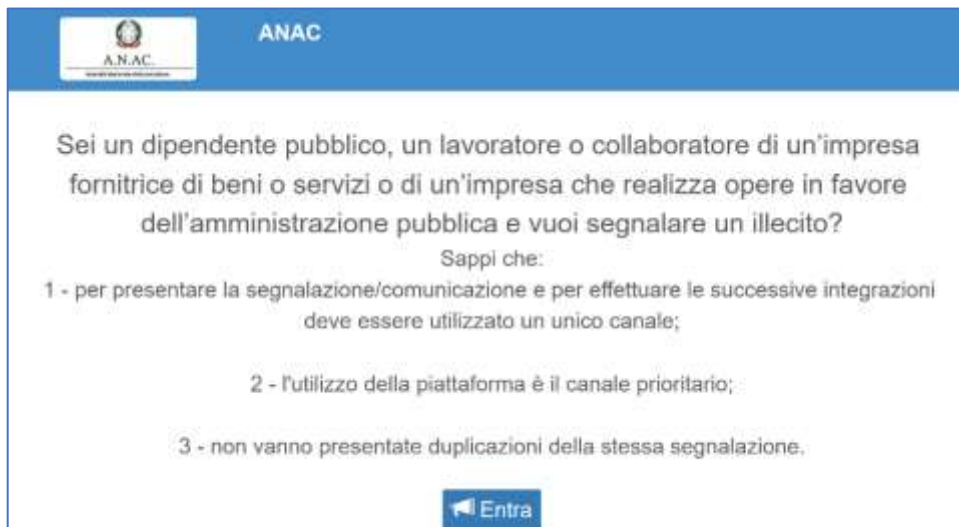 A.N.AC.
ANAC
Sei un dipendente pubblico, un lavoratore o collaboratore di un'impresa
fornitrice di beni o servizi o di un'impresa che realizza opere in favore
dell'amministrazione pubblica e vuoi segnalare un illecito?
Sappi che:
1 - per presentare la segnalazione/comunicazione e per effettuare le successive integrazioni
deve essere utilizzato un unico canale;
2 - l'utilizzo della piattaforma è il canale prioritario;
3 - non vanno presentate duplicazioni della stessa segnalazione.
Entra